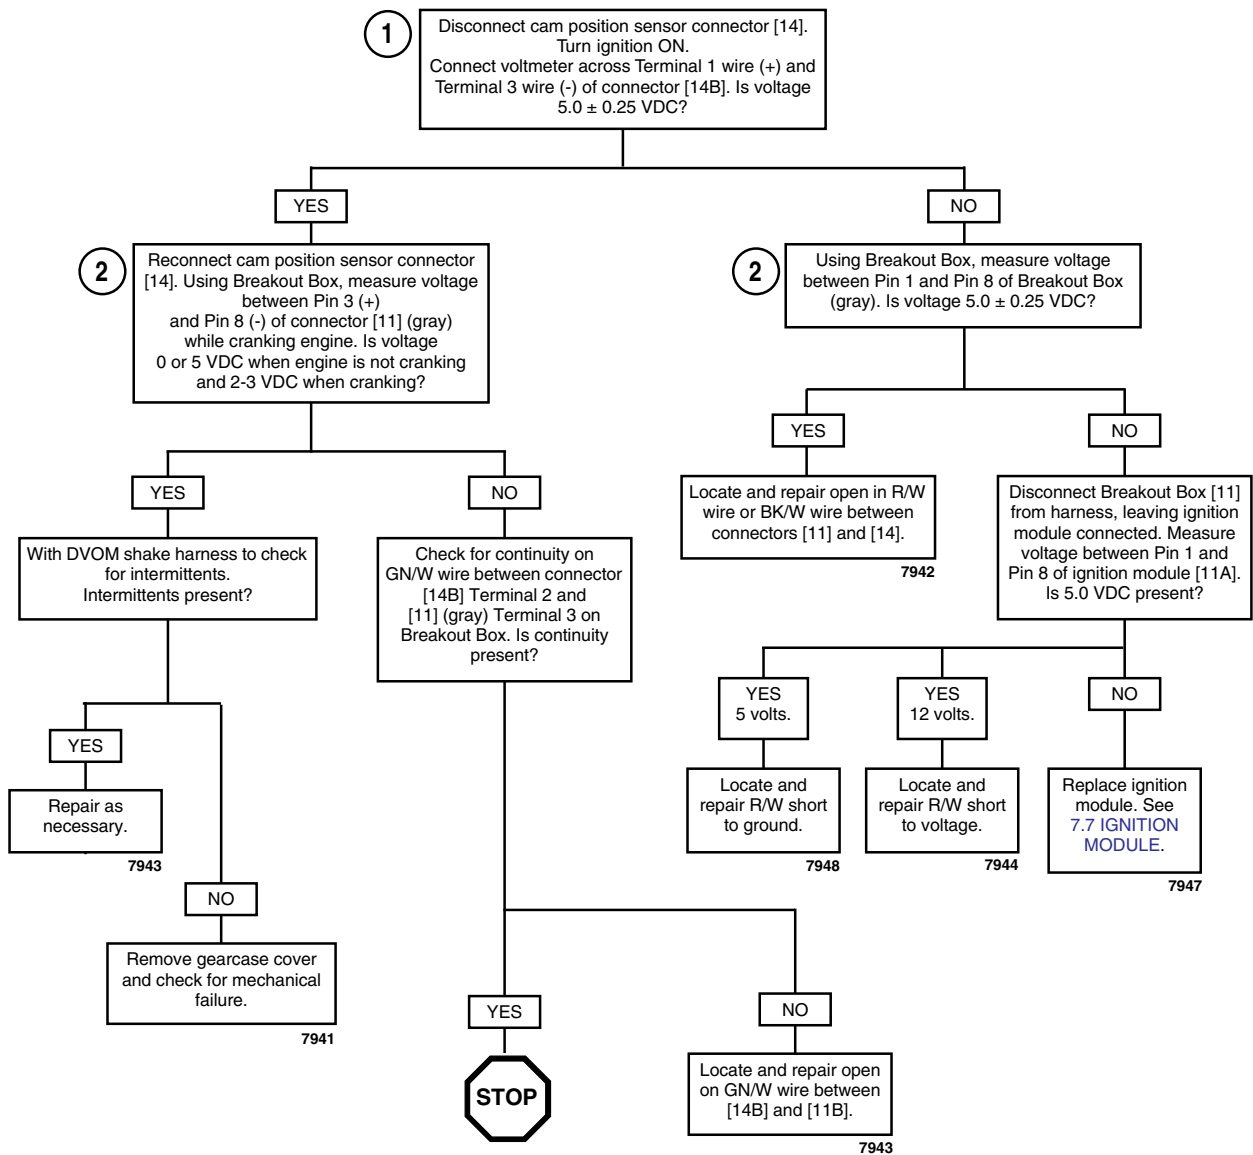 1
Disconnect cam position sensor connector [14].
Turn ignition ON.
Connect voltmeter across Terminal 1 wire (+) and
Terminal 3 wire (-) of connector [14B]. Is voltage
5.0 ± 0.25 VDC?
YES
NO
2
Reconnect cam position sensor connector
[14]. Using Breakout Box, measure voltage
between Pin 3 (+)
and Pin 8 (-) of connector [11] (gray)
while cranking engine. Is voltage
0 or 5 VDC when engine is not cranking
and 2-3 VDC when cranking?
2
Using Breakout Box, measure voltage
between Pin 1 and Pin 8 of Breakout Box
(gray). Is voltage 5.0 ± 0.25 VDC?
YES
NO
YES
NO
With DVOM shake harness to check
for intermittents.
Intermittents present?
Check for continuity on
GN/W wire between connector
[14B] Terminal 2 and
[11] (gray) Terminal 3 on
Breakout Box. Is continuity
present?
Locate and repair open in R/W
wire or BK/W wire between
connectors [11] and [14].
7942
Disconnect Breakout Box [11]
from harness, leaving ignition
module connected. Measure
voltage between Pin 1 and
Pin 8 of ignition module [11A].
Is 5.0 VDC present?
YES
5 volts.
YES
12 volts.
NO
Locate and
repair R/W short
to ground.
7948
Locate and
repair R/W short
to voltage.
7944
Replace ignition
module. See
7.7 IGNITION
MODULE.
7947
YES
Repair as
necessary.
7943
NO
Remove gearcase cover
and check for mechanical
failure.
7941
YES
STOP
NO
Locate and repair open
on GN/W wire between
[14B] and [11B].
7943